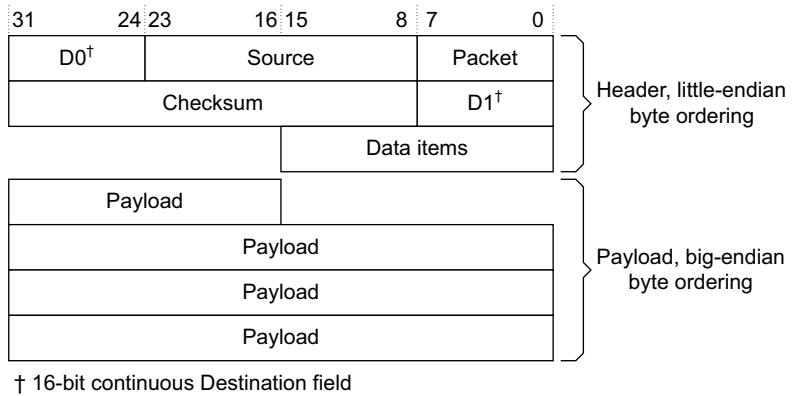 31 24 23 16 15 8 7 0
D0† Source Packet
Checksum D1†
Data items
Header, little-endian
byte ordering
Payload
Payload
Payload
Payload
Payload, big-endian
byte ordering
† 16-bit continuous Destination field